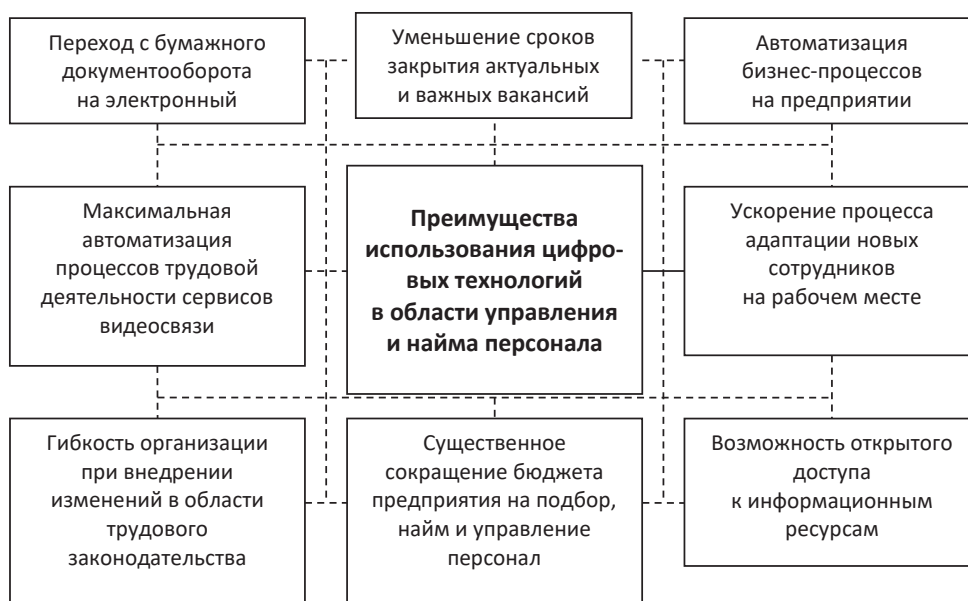 Переход с бумажного
документооборота
на электронный
Уменьшение сроков
закрытия актуальных
и важных вакансий
Автоматизация
бизнес-процессов
на предприятии
Максимальная
автоматизация
процессов трудовой
деятельности сервисов
видеосвязи
Преимущества
использования цифро-
вых технологий
в области управления
и найма персонала
Ускорение процесса
адаптации новых
сотрудников
на рабочем месте
Гибкость организации
при внедрении
изменений в области
трудового
законодательства
Существенное
сокращение бюджета
предприятия на подбор,
найм и управление
персонал
Возможность открытого
доступа
к информационным
ресурсам